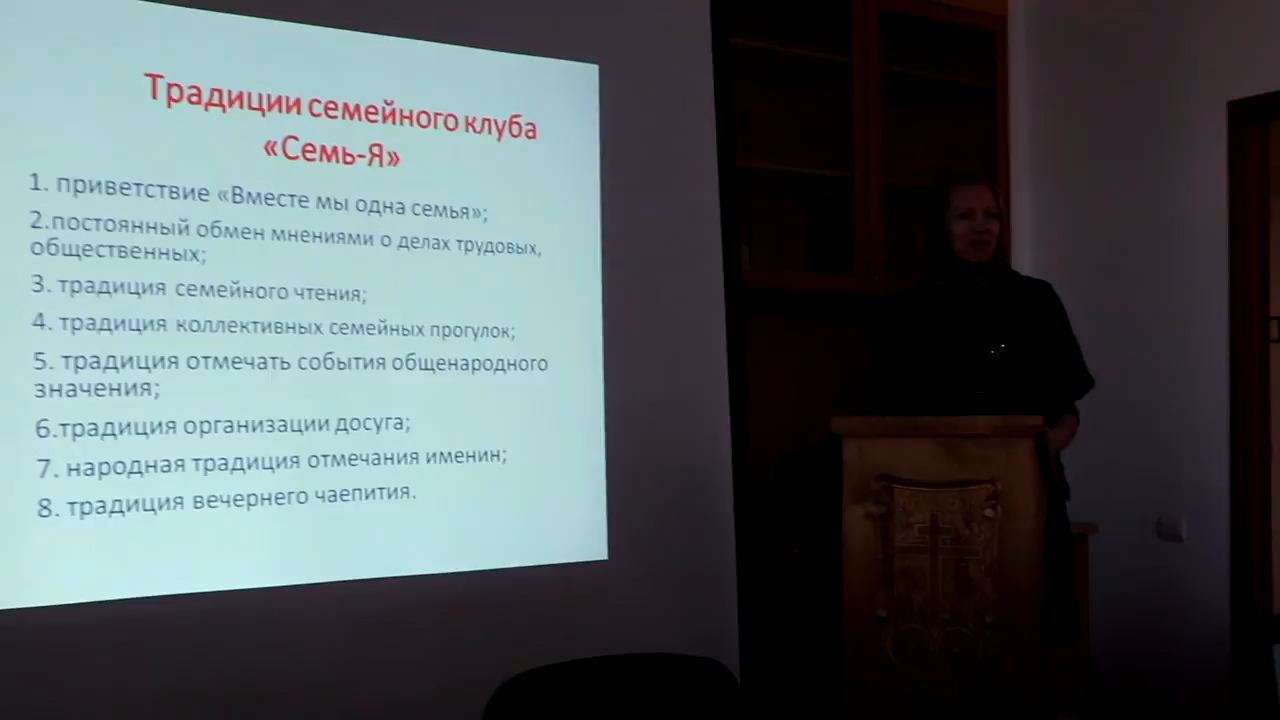 Традиции семейного клуба
«Семь-Я»
1. приветствие «Вместе мы одна семья»;
2.постоянный обмен мнениями о делах трудовых,
общественных;
3. традиция семейного чтения;
4. традиция коллективных семейных прогулок;
5. традиция отмечать события общенародного
значения;
6.традиция организации досуга;
7. народная традиция отмечания именин;
8. традиция вечернего чаепития.